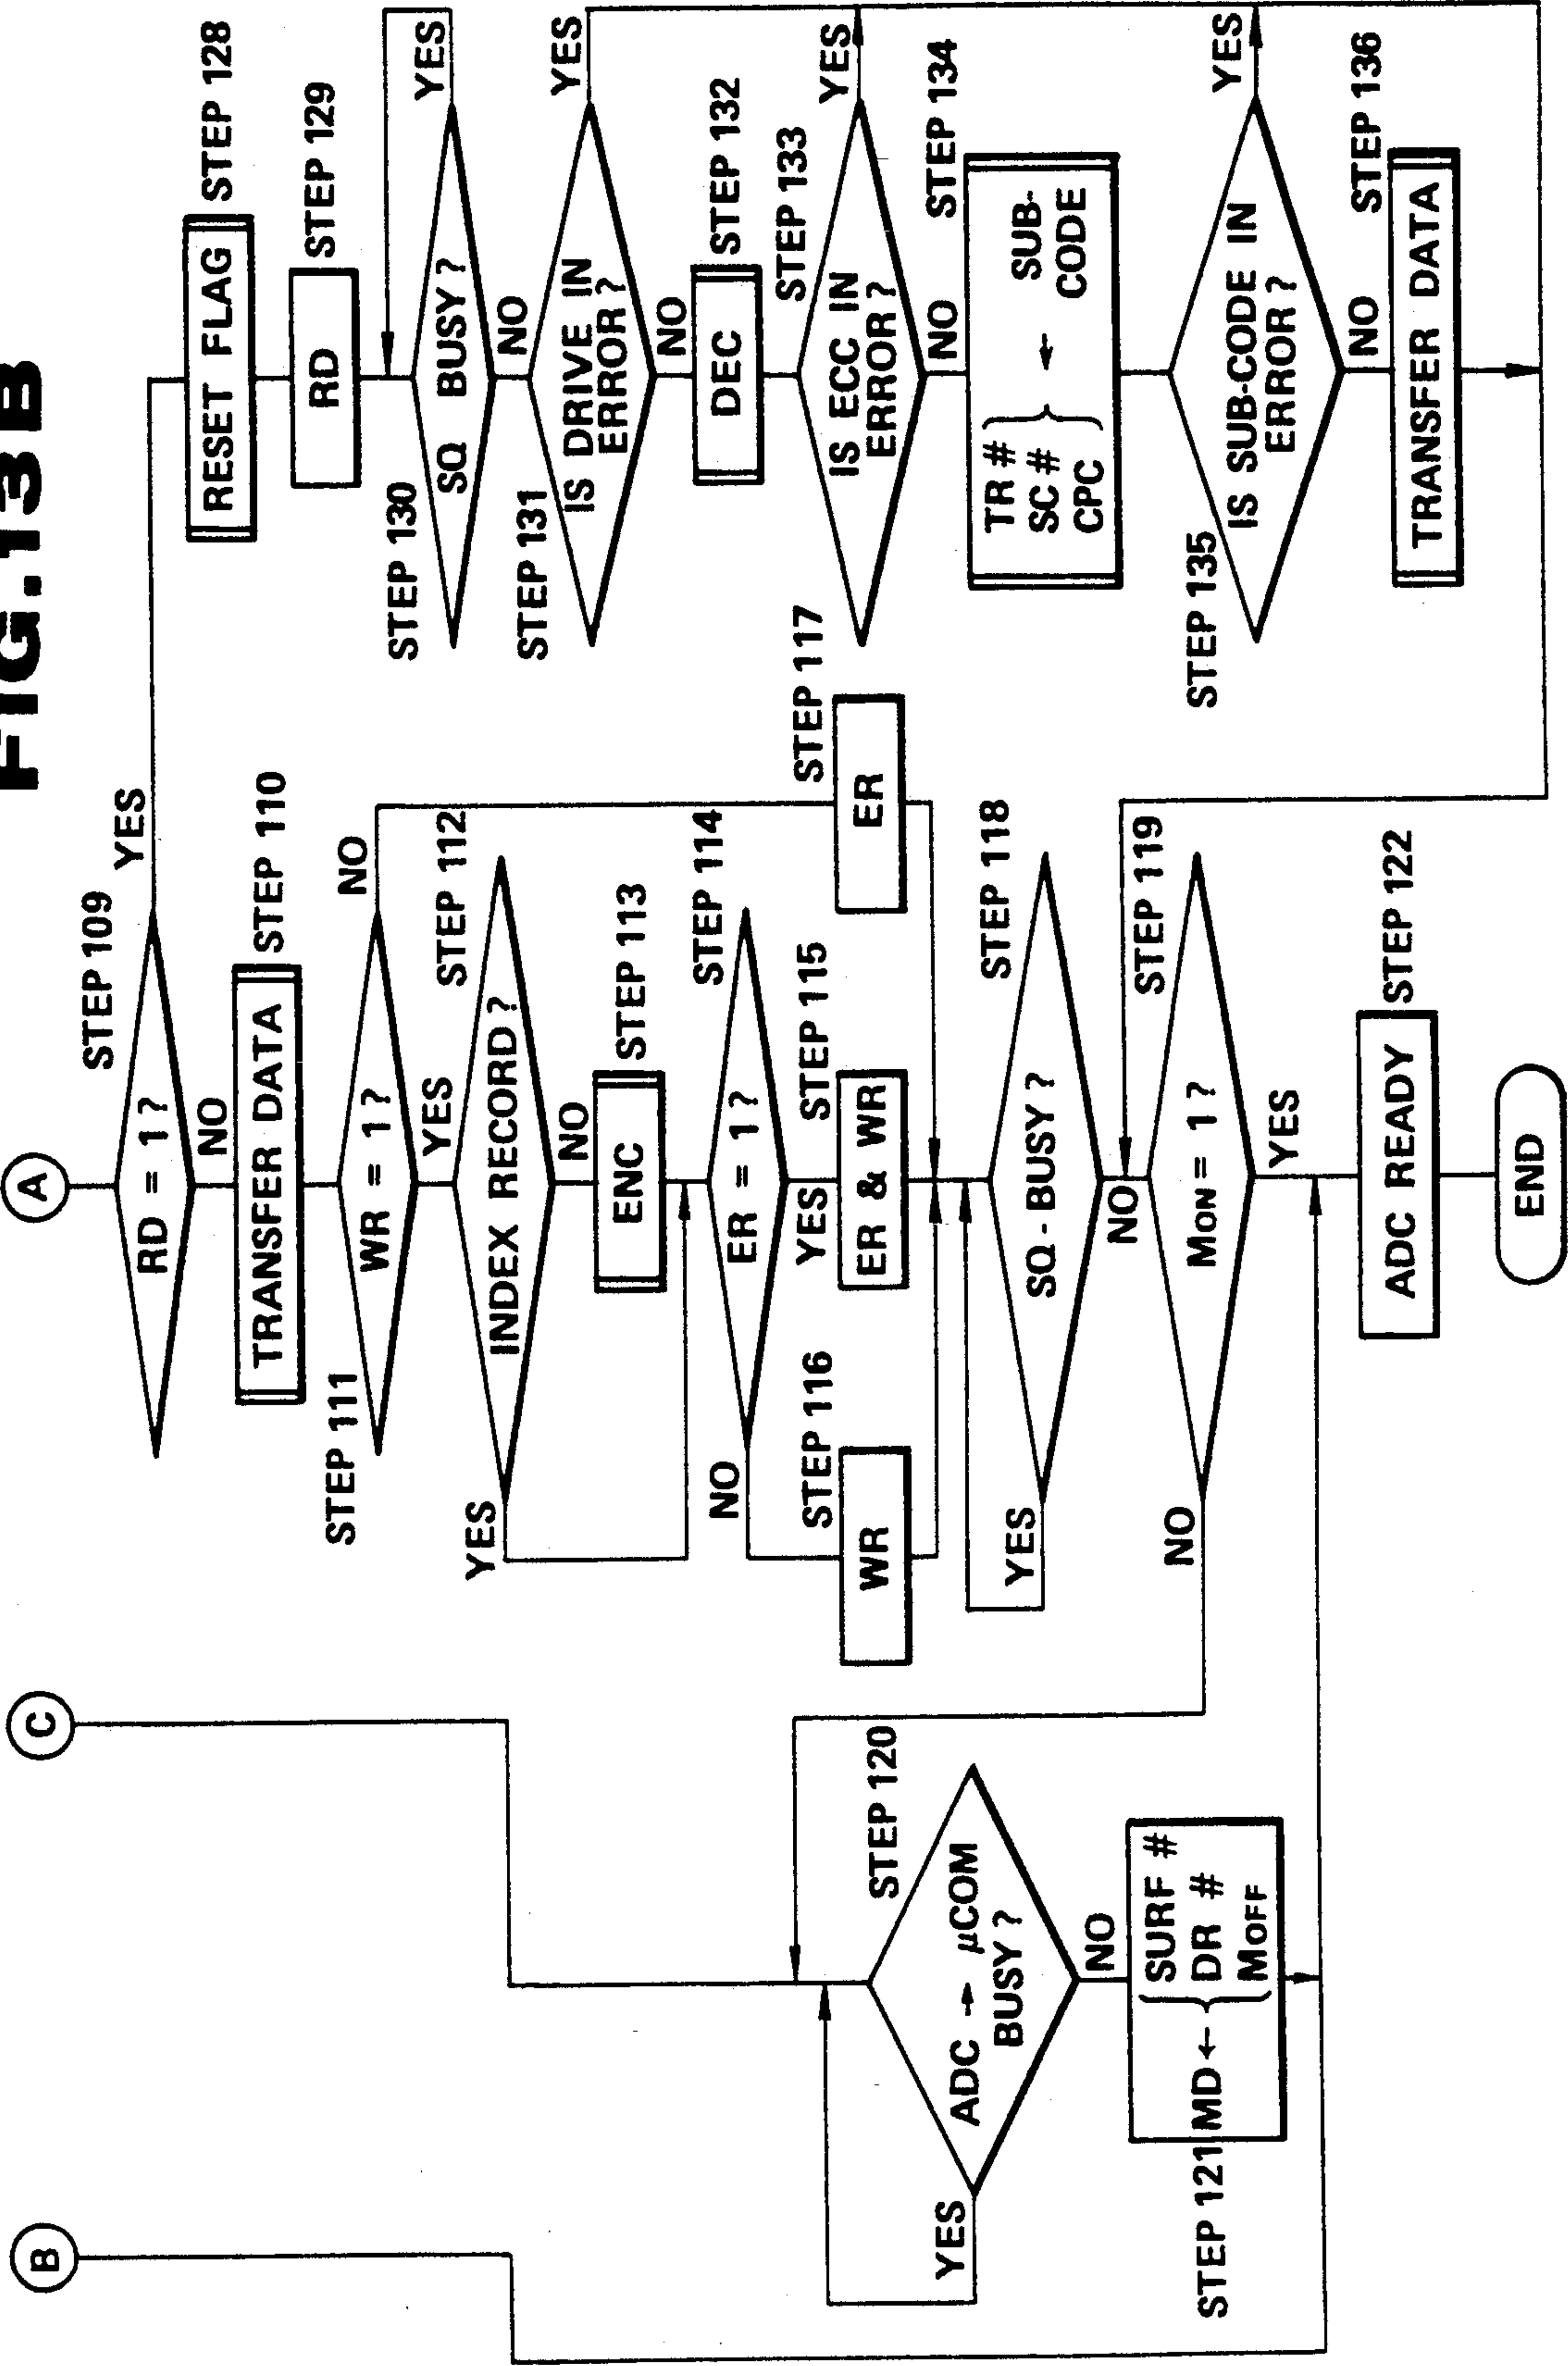 FIG.13B
B
C
A
STEP 109
RD = 1?
YES
NO
TRANSFER DATA
STEP 110
STEP 111
WR = 1?
NO
YES
STEP 112
INDEX RECORD?
YES
NO
ENC
STEP 113
STEP 114
ER = 1?
NO
YES
STEP 116
WR
STEP 115
ER & WR
STEP 117
ER
STEP 118
SQ-BUSY?
YES
NO
STEP 119
MON = 1?
NO
YES
STEP 120
ADC → μCOM
BUSY?
YES
NO
STEP 121
MD ← { SURF #
DR #
MOFF
ADC READY
STEP 122
END
RESET FLAG
STEP 128
RD
STEP 129
STEP 130
SQ BUSY?
YES
NO
STEP 131
IS DRIVE IN
ERROR?
YES
NO
DEC
STEP 132
STEP 133
IS ECC IN
ERROR?
YES
NO
STEP 134
TR #
SC #
CPC } ← SUB-
CODE
STEP 135
IS SUB-CODE IN
ERROR?
YES
NO
STEP 136
TRANSFER DATA